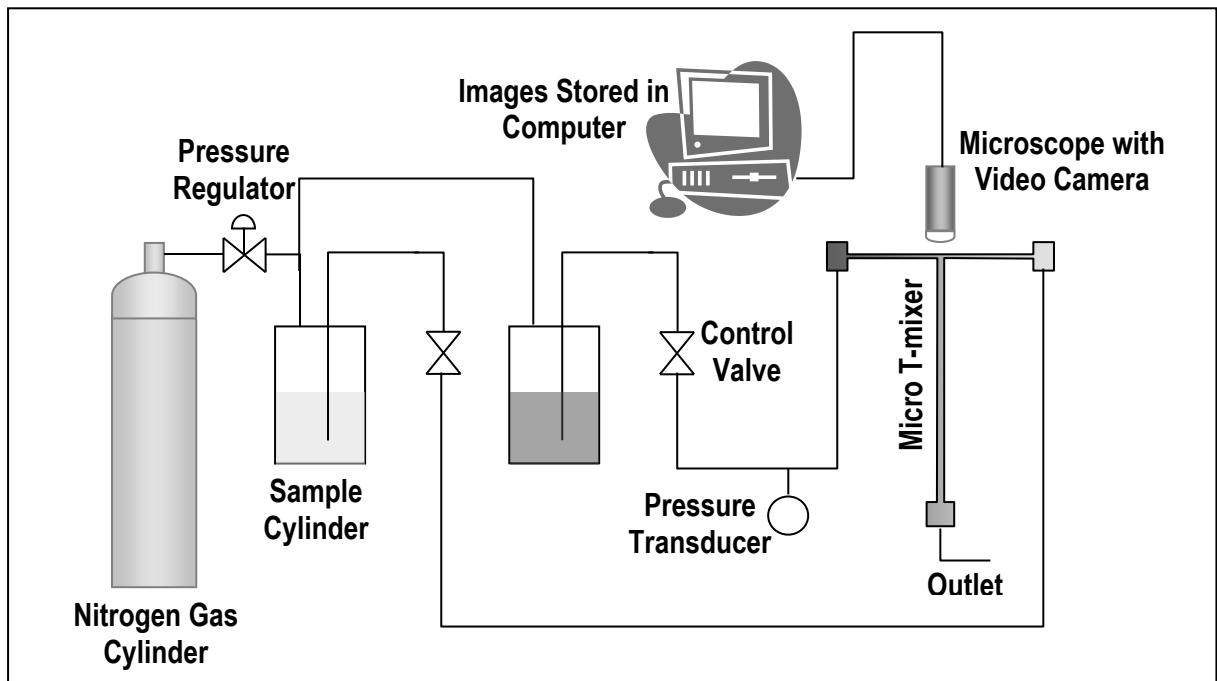 Images Stored in
Computer
Pressure
Regulator
Microscope with
Video Camera
Control
Valve
Micro T-mixer
Sample
Cylinder
Pressure
Transducer
Outlet
Nitrogen Gas
Cylinder